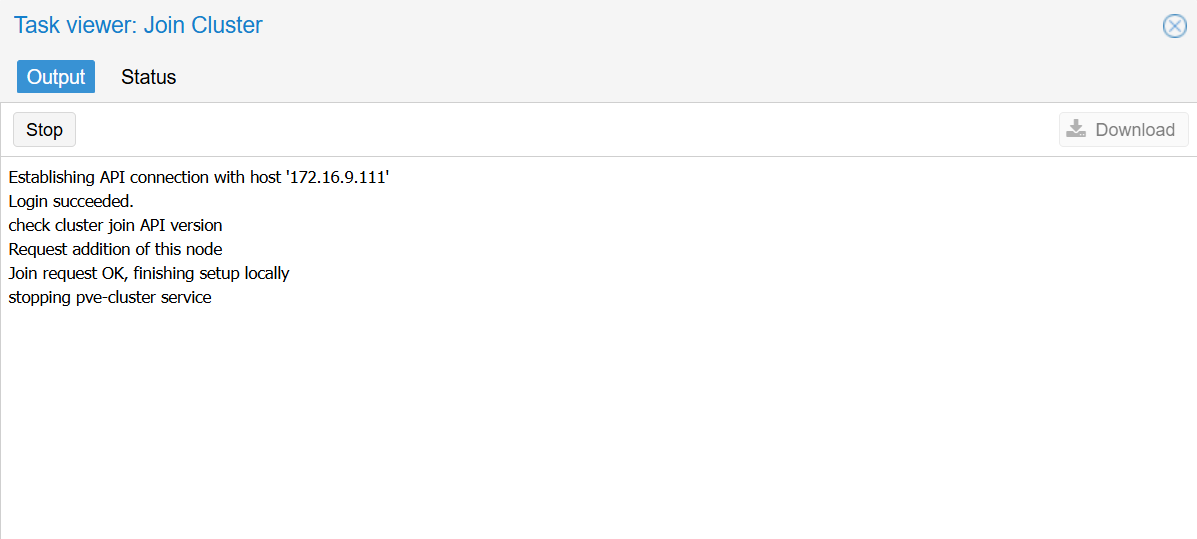 Task viewer: Join Cluster
Output Status
Stop Download
Establishing API connection with host '172.16.9.111'
Login succeeded.
check cluster join API version
Request addition of this node
Join request OK, finishing setup locally
stopping pve-cluster service